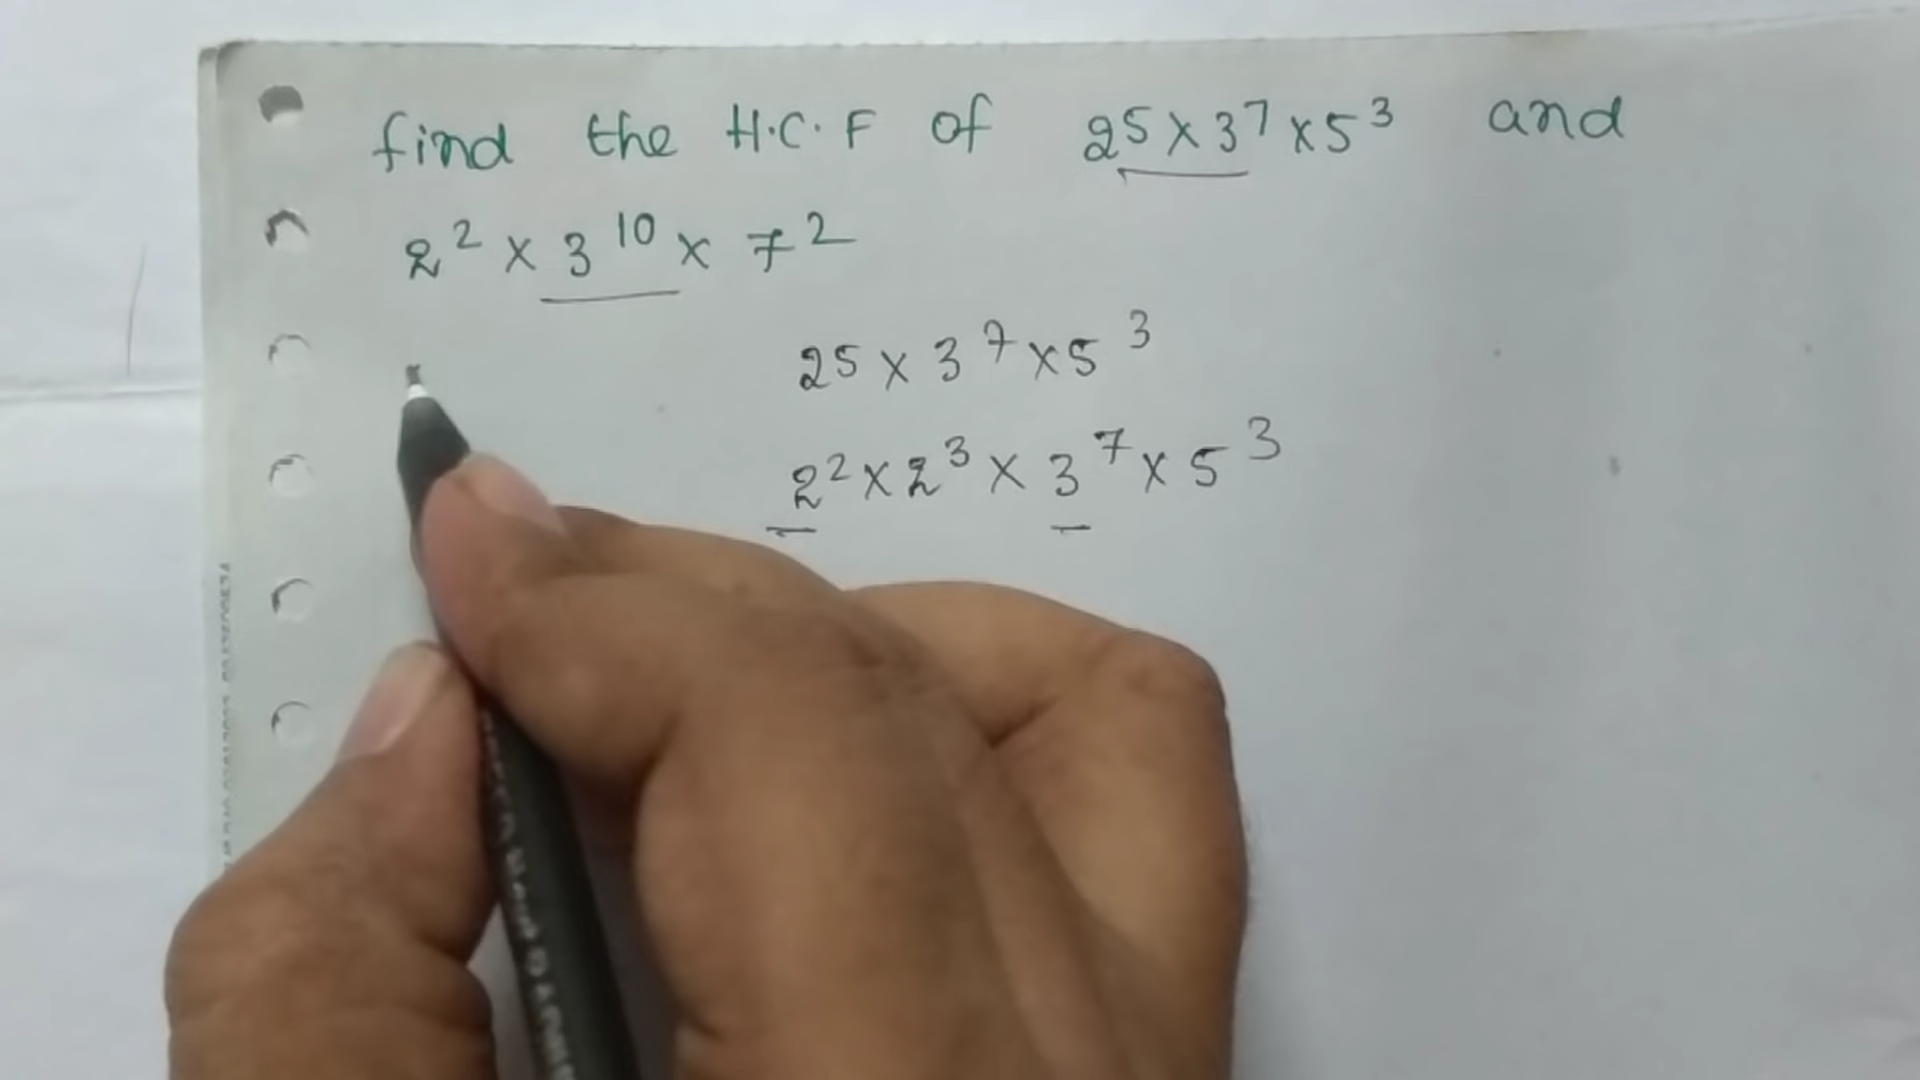 find the H.C.F of 2⁵ x 3⁷ x 5³ and
2² x 3¹⁰ x 7²
2⁵ x 3⁷ x 5³
2² x 2³ x 3⁷ x 5³